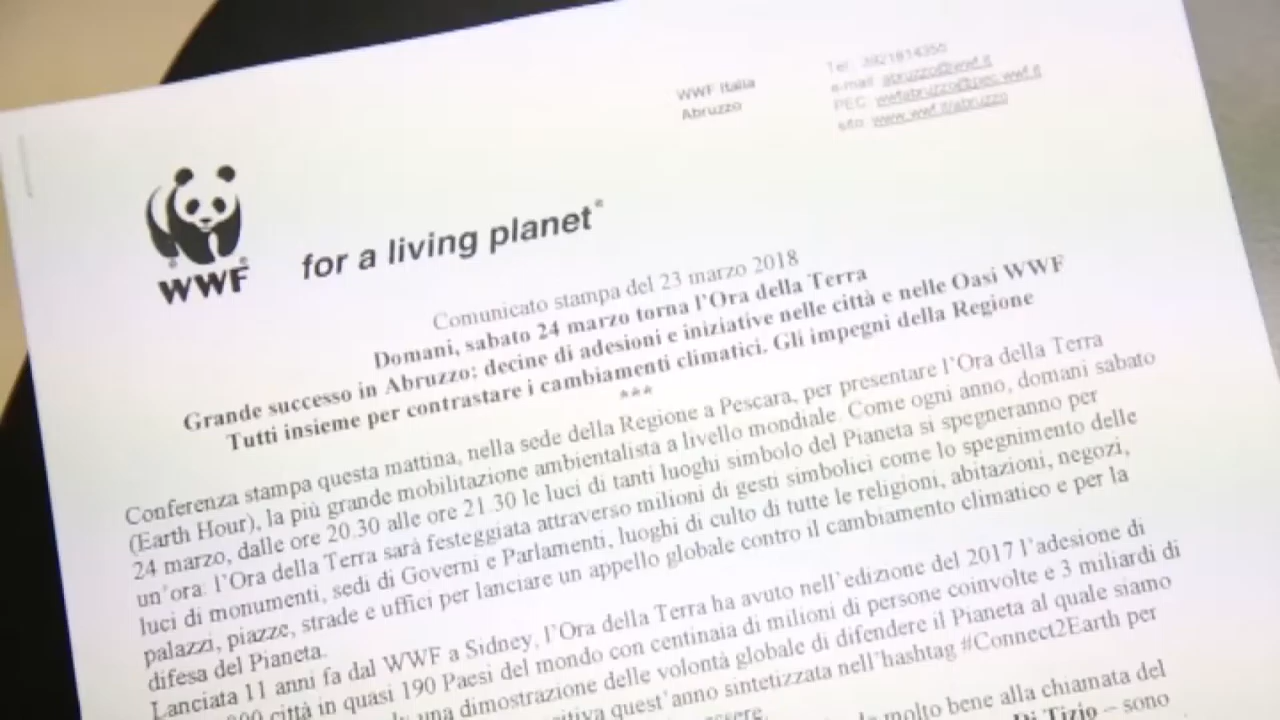 WWF Italia
Abruzzo
Tel: 3921814355
e-mail: abruzzo@wwf.it
PEC: wwfabruzzo@pec.wwf.it
sito: www.wwf.it/abruzzo
WWF
for a living planet®
Comunicato stampa del 23 marzo 2018
Domani, sabato 24 marzo torna l'Ora della Terra
Grande successo in Abruzzo: decine di adesioni e iniziative nelle città e nelle Oasi WWF
Tutti insieme per contrastare i cambiamenti climatici. Gli impegni della Regione
***
Conferenza stampa questa mattina, nella sede della Regione a Pescara, per presentare l'Ora della Terra
(Earth Hour), la più grande mobilitazione ambientalista a livello mondiale. Come ogni anno, domani sabato
24 marzo, dalle ore 20.30 alle ore 21.30 le luci di tanti luoghi simbolo del Pianeta si spegneranno per
un'ora: l'Ora della Terra sarà festeggiata attraverso milioni di gesti simbolici come lo spegnimento delle
luci di monumenti, sedi di Governi e Parlamenti, luoghi di culto di tutte le religioni, abitazioni, negozi,
palazzi, piazze, strade e uffici per lanciare un appello globale contro il cambiamento climatico e per la
difesa del Pianeta.
Lanciata 11 anni fa dal WWF a Sidney, l'Ora della Terra ha avuto nell'edizione del 2017 l'adesione di
città in quasi 190 Paesi del mondo con centinaia di milioni di persone coinvolte e 3 miliardi di
una dimostrazione delle volontà globale di difendere il Pianeta al quale siamo
quest'anno sintetizzata nell'hashtag #Connect2Earth per
essere.
molto bene alla chiamata del
Di Tizio – sono